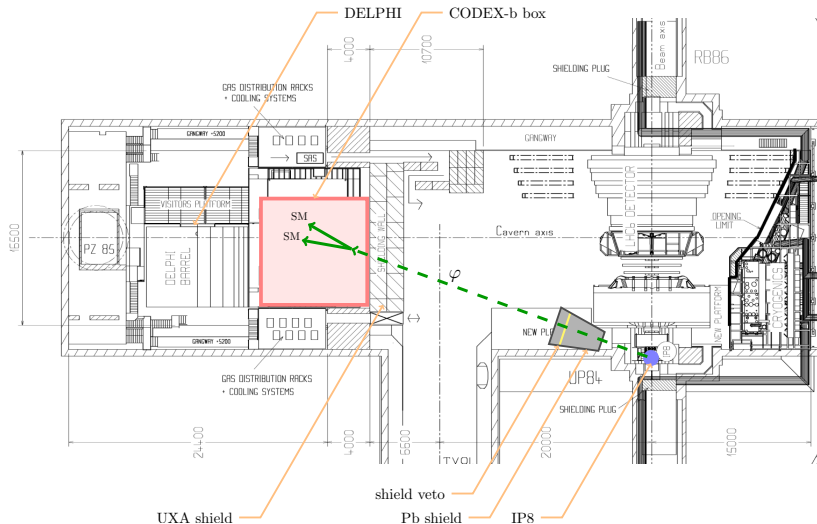 DELPHI
CODEX-b box
4000
10700
Beam axis
RB86
SHIELDING PLUG
GAS DISTRIBUTION RACKS
+ COOLING SYSTEMS
GANGWAY -5200
GANGWAY
SAS
LHCB DETECTOR
VISITORS PLATFORM
SM
SM
OPENING
LIMIT
16500
PZ 85
Cavern axis
SHIELDING WALL
DELPHI
BARREL
φ
CRYOGENICS
NEW PLATFORM
NEW PLA
IP8
GANGWAY -5200
GAS DISTRIBUTION RACKS
+ COOLING SYSTEMS
UP84
SHIELDING PLUG
24400
4000
6600
20000
15000
shield veto
UXA shield
Pb shield
IP8